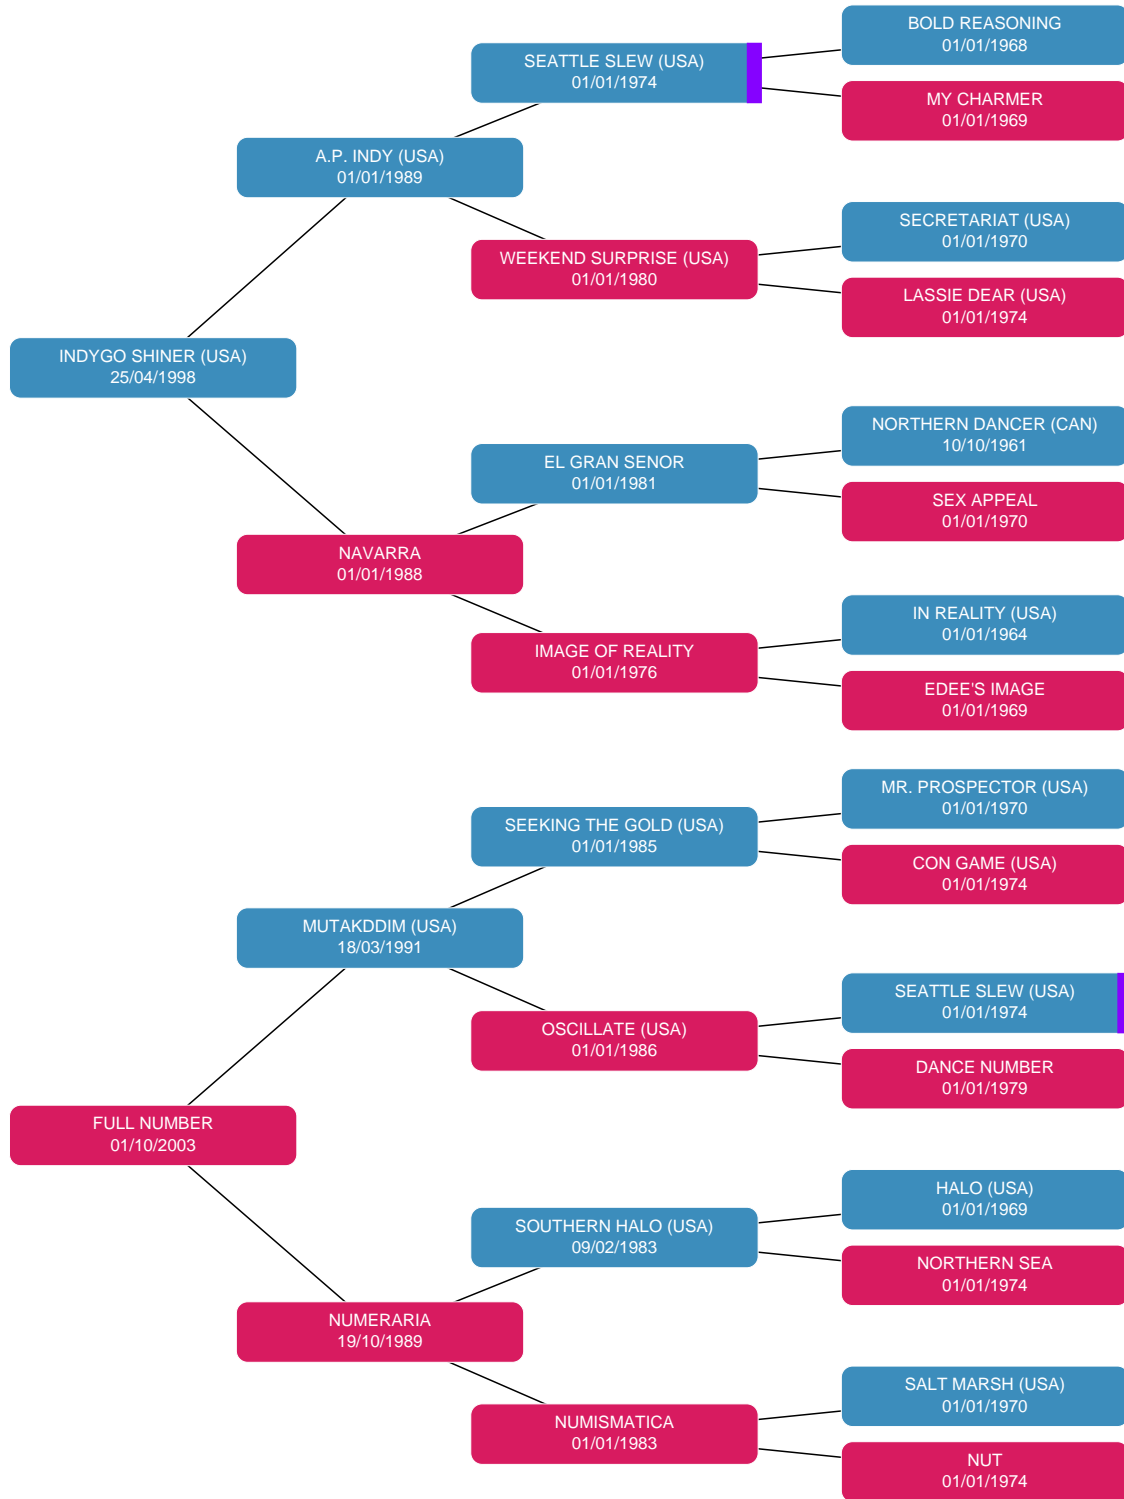 BOLD REASONING
01/01/1968
SEATTLE SLEW (USA)
01/01/1974
MY CHARMER
01/01/1969
A.P. INDY (USA)
01/01/1989
SECRETARIAT (USA)
01/01/1970
WEEKEND SURPRISE (USA)
01/01/1980
LASSIE DEAR (USA)
01/01/1974
INDYGO SHINER (USA)
25/04/1998
NORTHERN DANCER (CAN)
10/10/1961
EL GRAN SENOR
01/01/1981
SEX APPEAL
01/01/1970
NAVARRA
01/01/1988
IN REALITY (USA)
01/01/1964
IMAGE OF REALITY
01/01/1976
EDEE'S IMAGE
01/01/1969
MR. PROSPECTOR (USA)
01/01/1970
SEEKING THE GOLD (USA)
01/01/1985
CON GAME (USA)
01/01/1974
MUTAKDDIM (USA)
18/03/1991
SEATTLE SLEW (USA)
01/01/1974
OSCILLATE (USA)
01/01/1986
DANCE NUMBER
01/01/1979
FULL NUMBER
01/10/2003
HALO (USA)
01/01/1969
SOUTHERN HALO (USA)
09/02/1983
NORTHERN SEA
01/01/1974
NUMERARIA
19/10/1989
SALT MARSH (USA)
01/01/1970
NUMISMATICA
01/01/1983
NUT
01/01/1974